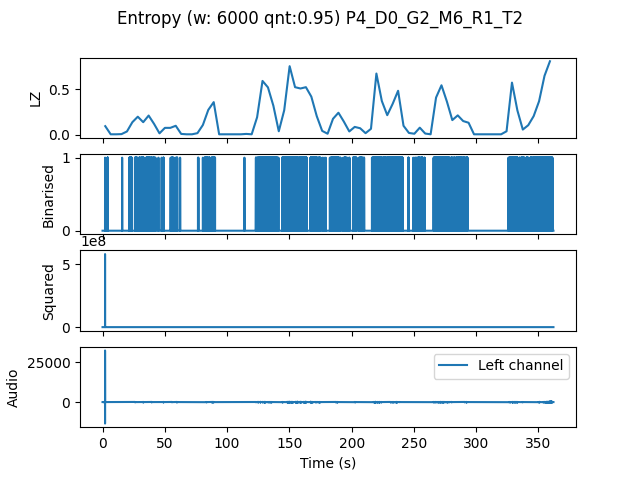 Entropy (w: 6000 qnt:0.95) P4_D0_G2_M6_R1_T2
LZ
0.5
0.0
Binarised
1
0
1e8
Squared
5
0
Audio
25000
0
Left channel
0 50 100 150 200 250 300 350
Time (s)